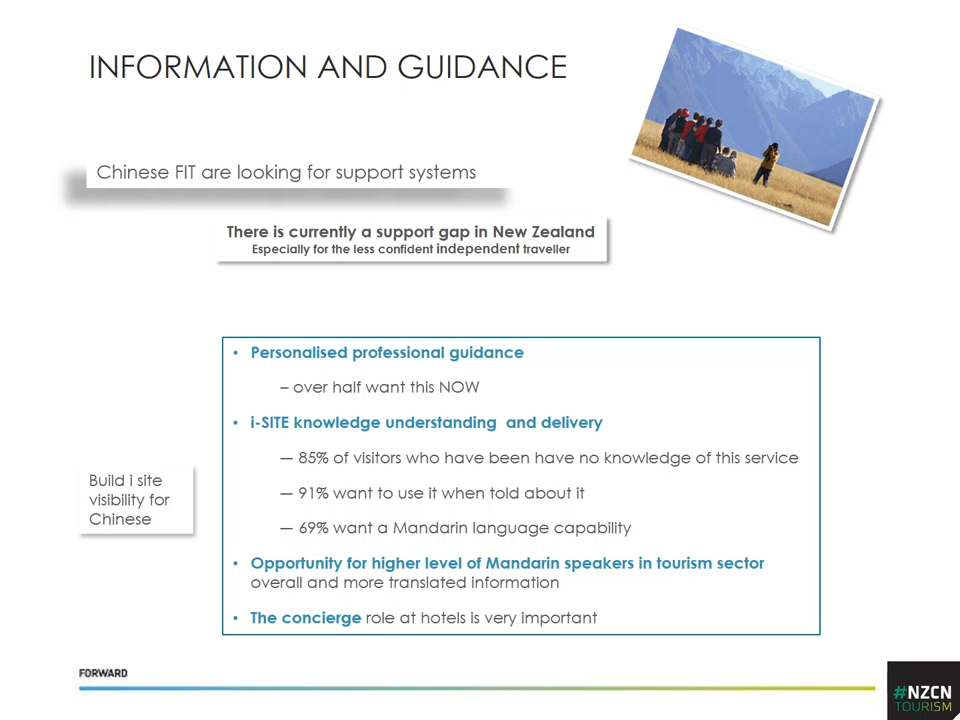 INFORMATION AND GUIDANCE
Chinese FIT are looking for support systems
There is currently a support gap in New Zealand
Especially for the less confident independent traveller
• Personalised professional guidance
– over half want this NOW
• i-SITE knowledge understanding  and delivery
— 85% of visitors who have been have no knowledge of this service
— 91% want to use it when told about it
— 69% want a Mandarin language capability
Build i site
visibility for
Chinese
• Opportunity for higher level of Mandarin speakers in tourism sector
overall and more translated information
• The concierge role at hotels is very important
FORWARD
#NZCN
TOURISM